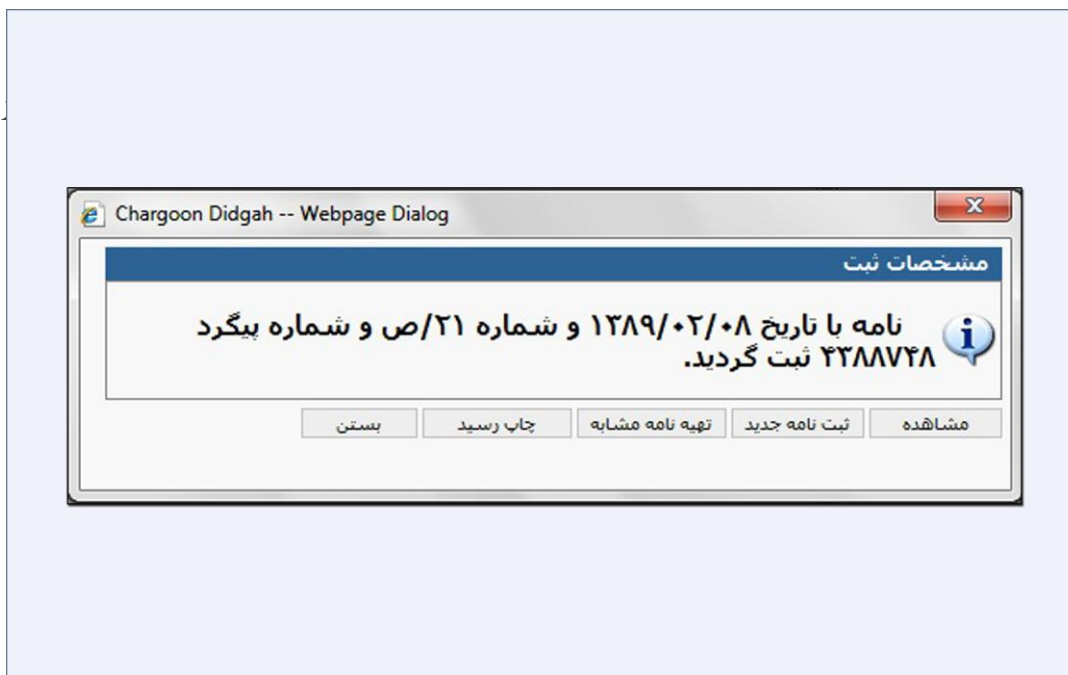 Chargoon Didgah -- Webpage Dialog
مشخصات ثبت
نامه با تاریخ ۱۳۸۹/۰۲/۰۸ و شماره ۲۱/ص و شماره پیگرد
۴۳۸۸۷۴۸ ثبت گردید.
مشاهده ثبت نامه جدید تهیه نامه مشابه چاپ رسید بستن